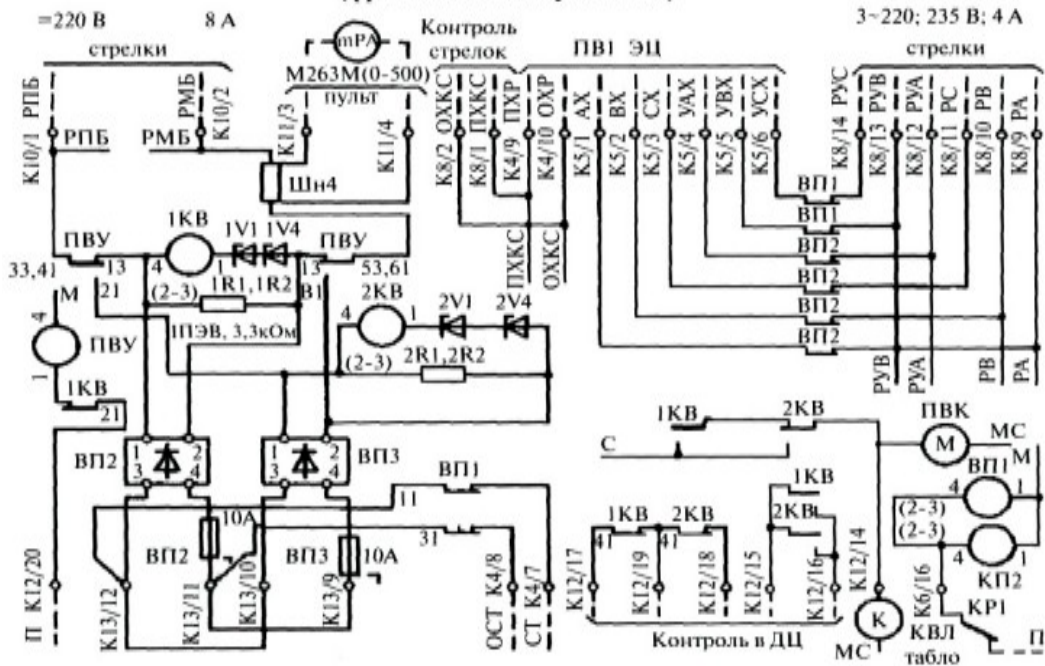 =220 В 8 А
3~220; 235 В; 4 А
стрелки
mPA
Контроль
стрелок
ПВ1 ЭЦ
стрелки
М263М(0-500)
пульт
РПБ
К10/1
РМБ
К10/2
К11/3
К11/4
К8/2 ОХКС
К8/1 ПХКС
К4/9 ПХР
К4/10 ОХР
К5/1 АХ
К5/2 ВХ
К5/3 СХ
К5/4 УАХ
К5/5 УВХ
К5/6 УСХ
К8/14 РУС
К8/13 РУВ
К8/12 РУА
К8/11 РС
К8/10 РВ
К8/9 РА
РПБ
РМБ
Шн4
ВП1
ВП1
ВП2
ВП2
ВП2
ВП2
ПХКС
ОХКС
РУВ
РУА
РВ
РА
ПВУ
1КВ
1V1 1V4
ПВУ
33,41
13
4
1
13
53,61
21
(2-3)
1R1,1R2
В1
1ПЭВ, 3,3кОм
М
4
ПВУ
1
2КВ
4
1
2V1
2V4
(2-3)
2R1,2R2
1КВ
21
ВП2
1 2
3 4
1 2
3 4
ВП3
ВП1
11
31
10А
ВП2
ВП3
10А
П К12/20
К13/12
К13/11
К13/10
К13/9
ОСТ К4/8
СТ К4/7
1КВ
2КВ
С
ПВК
М
МС
ВП1
М
4
1
(2-3)
(2-3)
4
1
КП2
1КВ
2КВ
1КВ
2КВ
41
41
К12/17
К12/19
К12/18
К12/15
К12/16
К12/14
К6/16
Контроль в ДЦ
К
МС
КР1
КВЛ
табло
П